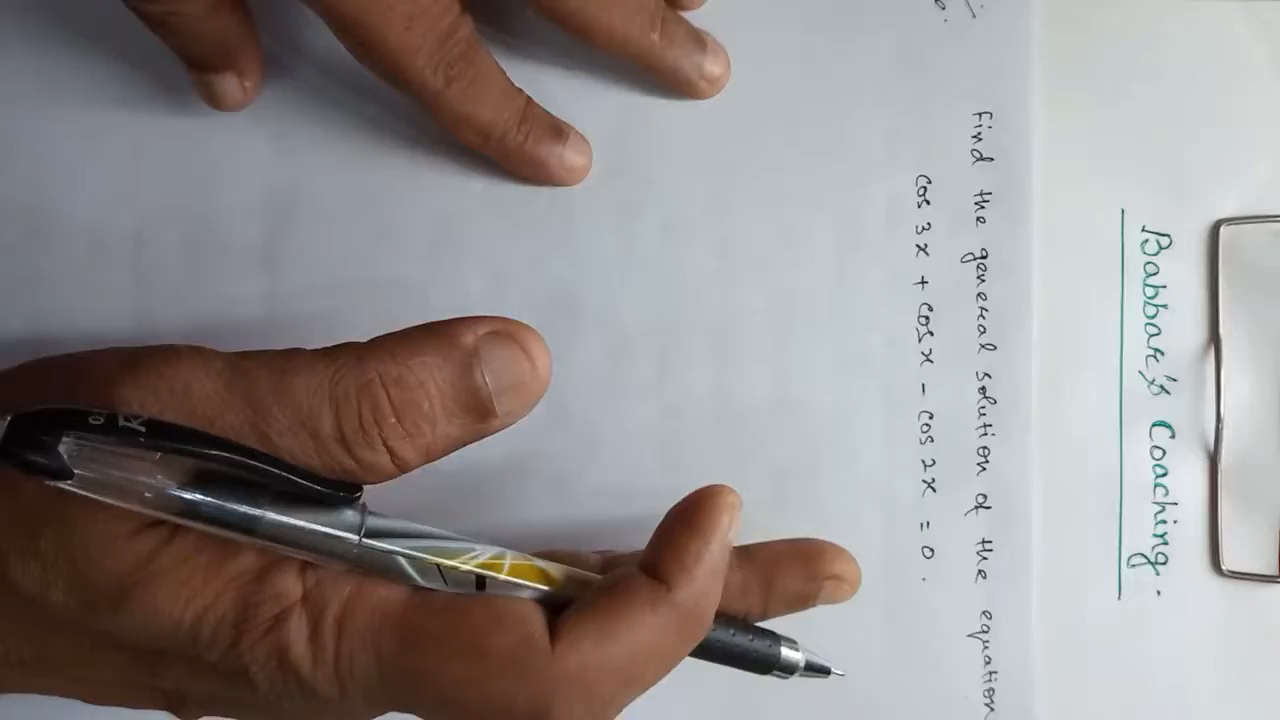 Babbar's Coaching.
Find the general solution of the equation
cos 3x + cos x - cos 2x = 0.